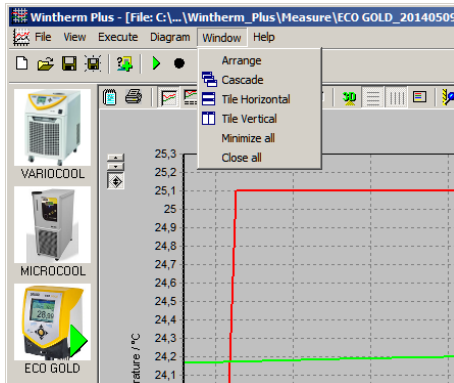 Wintherm Plus - [File: C:\...\Wintherm_Plus\Measure\ECO GOLD_20140509
File View Execute Diagram Window Help
Arrange
Cascade
Tile Horizontal
Tile Vertical
Minimize all
Close all
3D
VARIOCOOL
MICROCOOL
28,09
ECO GOLD
25,3
25,2
25,1
25
24,9
24,8
24,7
24,6
24,5
24,4
24,3
24,2
24,1
rature / °C